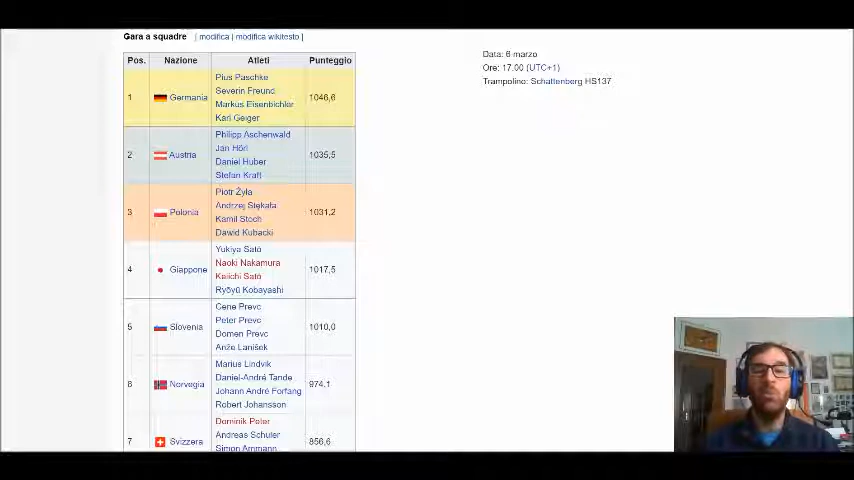 Gara a squadre [ modifica | modifica wikitesto ]
Pos. Nazione Atleti Punteggio
1 Germania Pius Paschke Severin Freund Markus Eisenbichler Karl Geiger 1046,6
2 Austria Philipp Aschenwald Jan Hörl Daniel Huber Stefan Kraft 1035,5
3 Polonia Piotr Żyła Andrzej Stękała Kamil Stoch Dawid Kubacki 1031,2
4 Giappone Yukiya Satō Naoki Nakamura Keiichi Satō Ryōyū Kobayashi 1017,5
5 Slovenia Cene Prevc Peter Prevc Domen Prevc Anže Lanišek 1010,0
6 Norvegia Marius Lindvik Daniel-André Tande Johann André Forfang Robert Johansson 974,1
7 Svizzera Dominik Peter Andreas Schuler Simon Ammann 856,6
Data: 6 marzo
Ore: 17:00 (UTC+1)
Trampolino: Schattenberg HS137